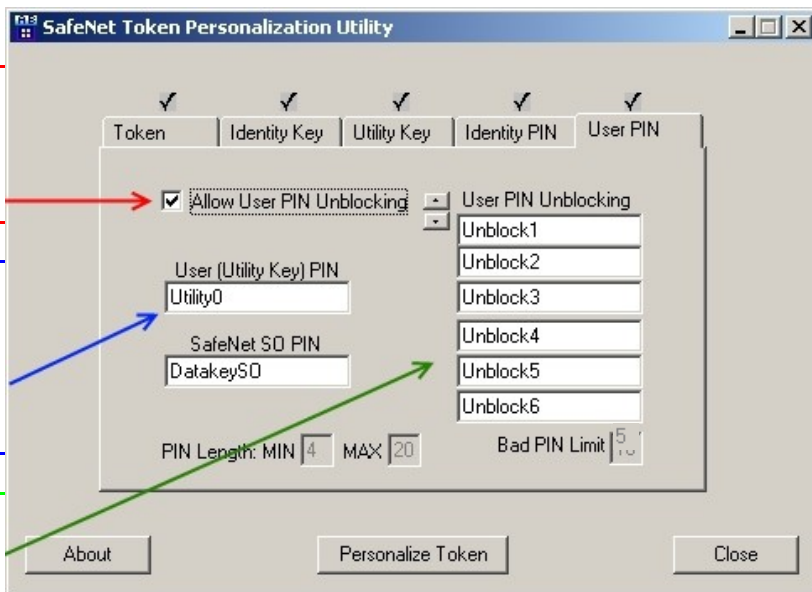 SafeNet Token Personalization Utility
Token
Identity Key
Utility Key
Identity PIN
User PIN
Allow User PIN Unblocking
User PIN Unblocking
Unblock1
Unblock2
Unblock3
Unblock4
Unblock5
Unblock6
User (Utility Key) PIN
Utility0
SafeNet SO PIN
DatakeySO
PIN Length: MIN 4 MAX 20
Bad PIN Limit 5
About
Personalize Token
Close